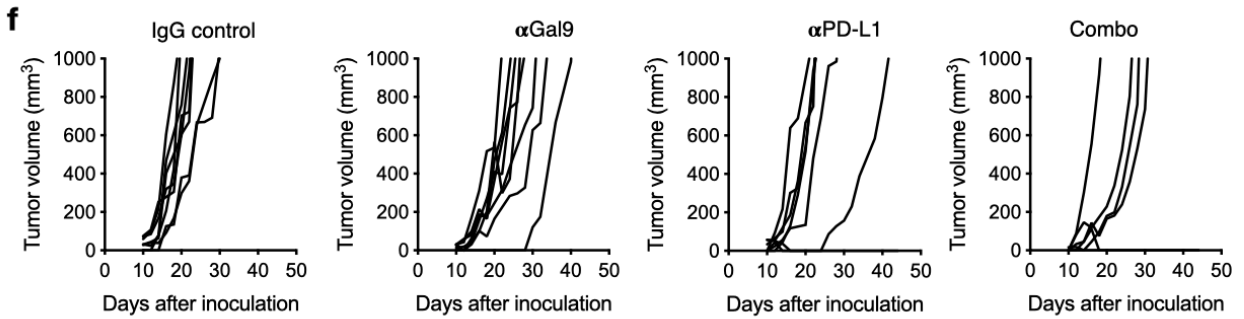 f
IgG control
Tumor volume (mm³)
1000
800
600
400
200
0
0 10 20 30 40 50
Days after inoculation
αGal9
Tumor volume (mm³)
1000
800
600
400
200
0
0 10 20 30 40 50
Days after inoculation
αPD-L1
Tumor volume (mm³)
1000
800
600
400
200
0
0 10 20 30 40 50
Days after inoculation
Combo
Tumor volume (mm³)
1000
800
600
400
200
0
0 10 20 30 40 50
Days after inoculation